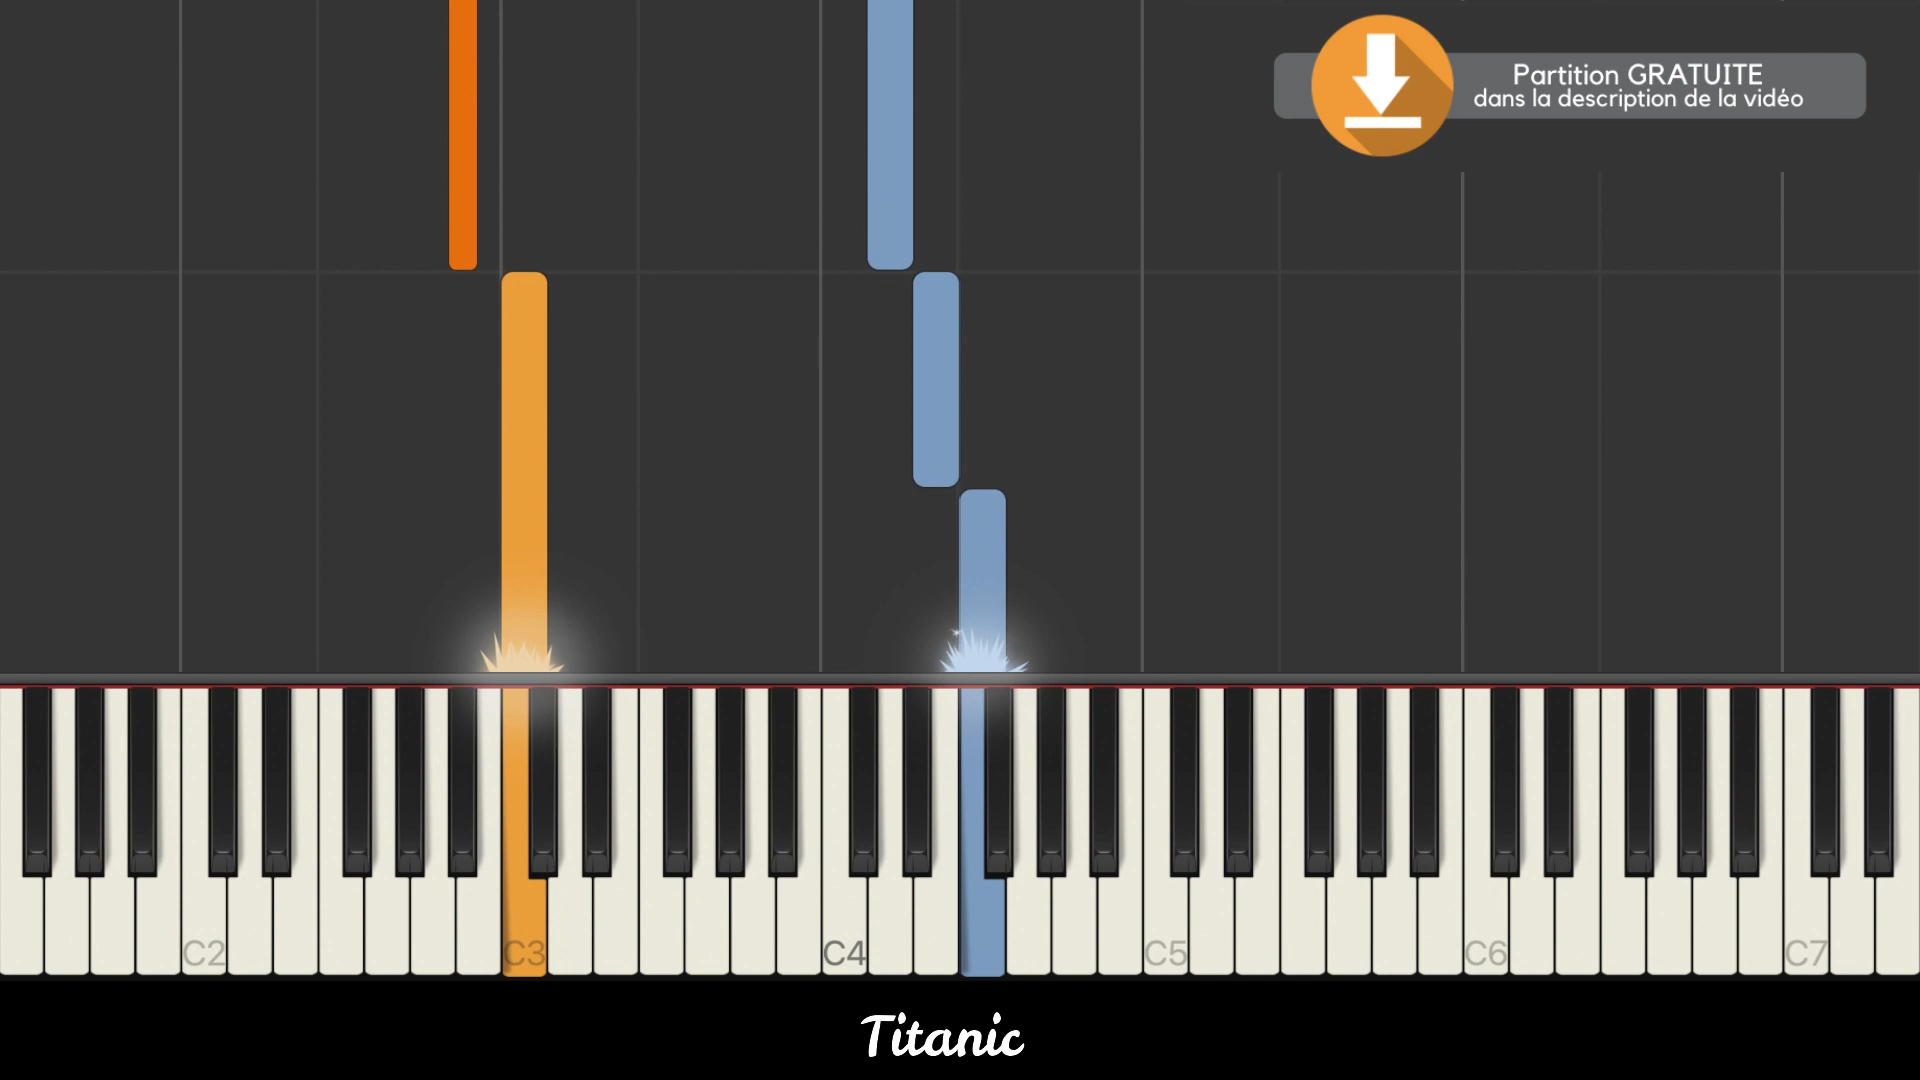 Partition GRATUITE
dans la description de la vidéo
C2 C3 C4 C5 C6 C7
Titanic